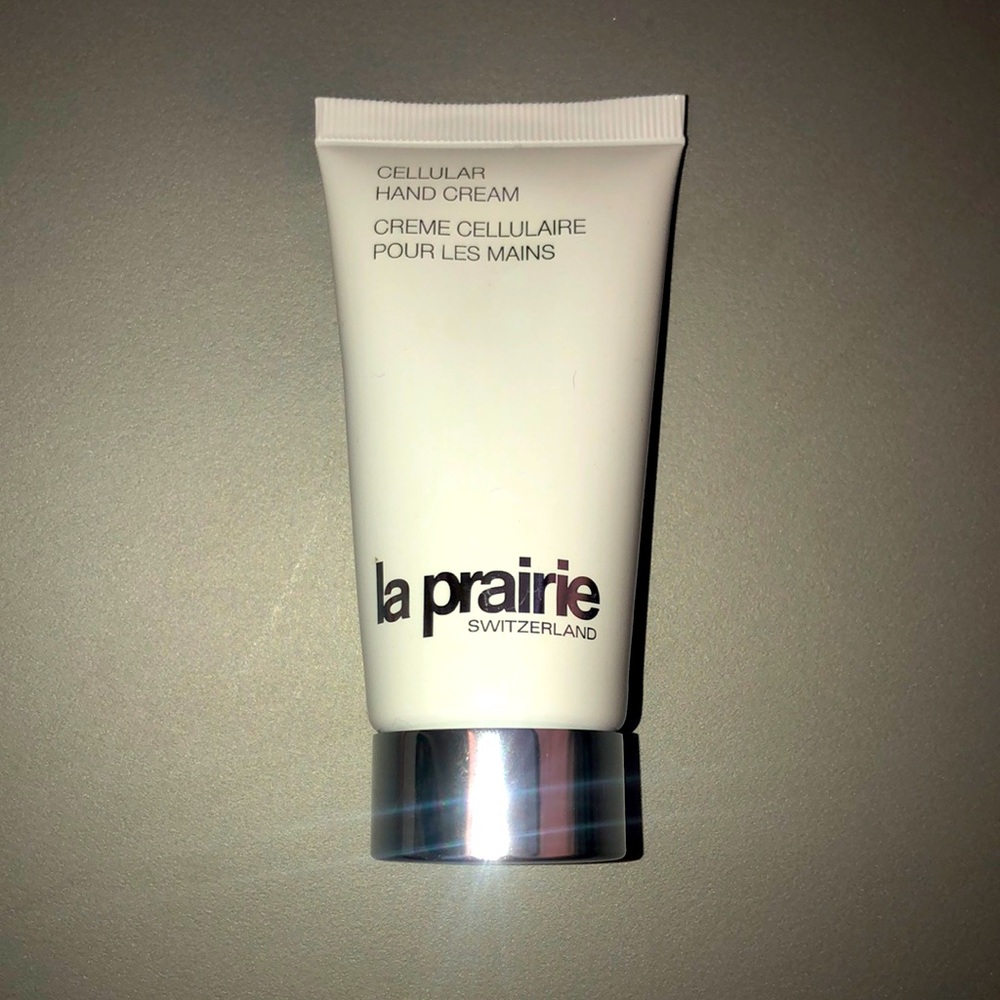 CELLULAR
HAND CREAM
CREME CELLULAIRE
POUR LES MAINS
la prairie
SWITZERLAND